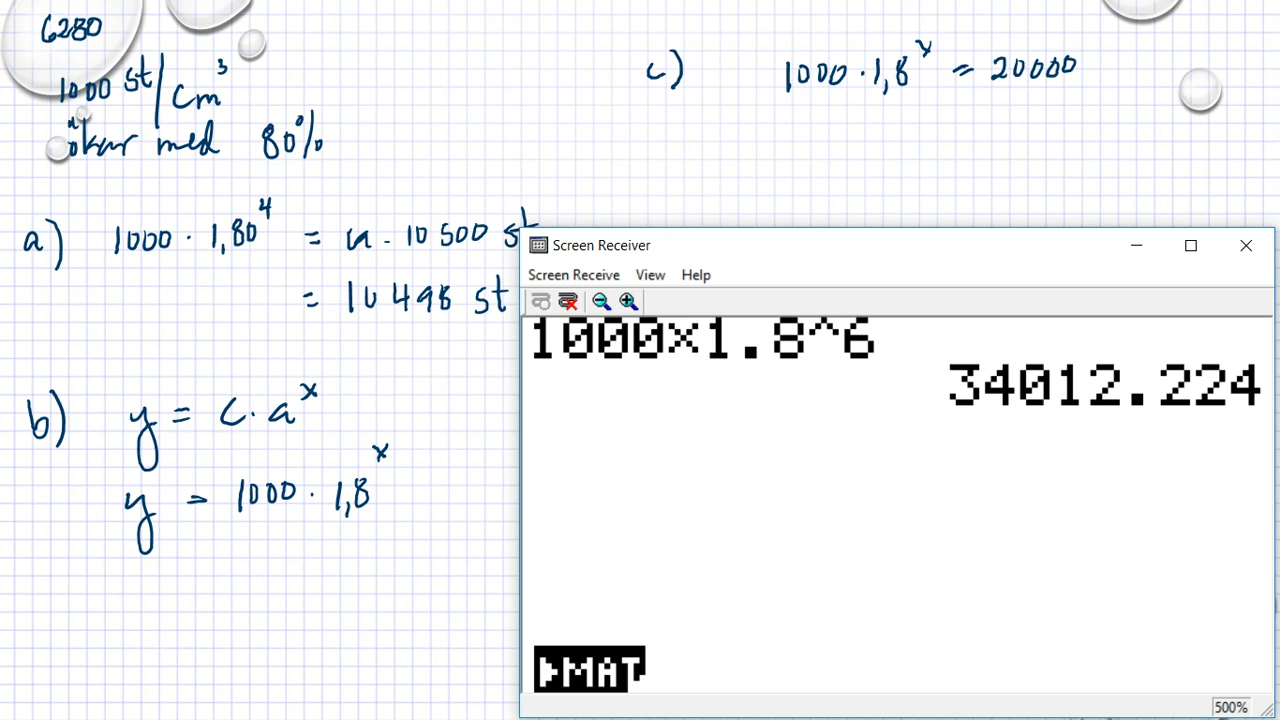 6280
1000 st/cm³
ökar med 80%
a) 1000 · 1,80⁴ = ca. 10 500 st
= 10 498 st
b) y = C · aˣ
y = 1000 · 1,8ˣ
c) 1000 · 1,8ˣ = 20000
Screen Receiver
Screen Receive View Help
1000×1.8^6
34012.224
▶MAT
500%